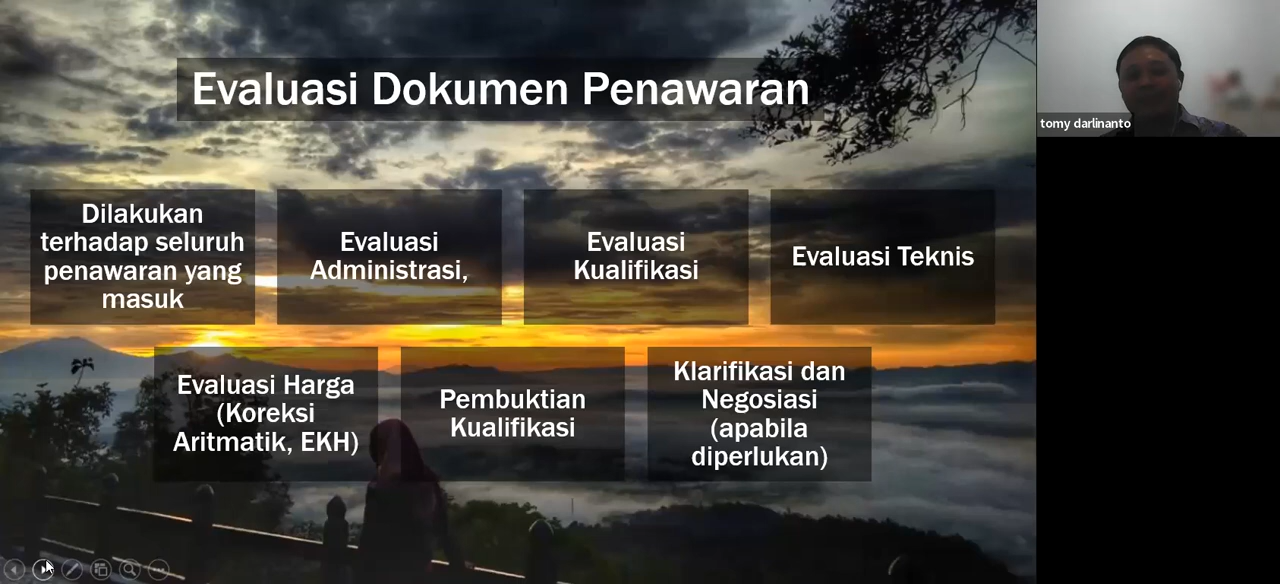 Evaluasi Dokumen Penawaran
tomy darlinanto
Dilakukan
terhadap seluruh
penawaran yang
masuk
Evaluasi
Administrasi,
Evaluasi
Kualifikasi
Evaluasi Teknis
Evaluasi Harga
(Koreksi
Aritmatik, EKH)
Pembuktian
Kualifikasi
Klarifikasi dan
Negosiasi
(apabila
diperlukan)